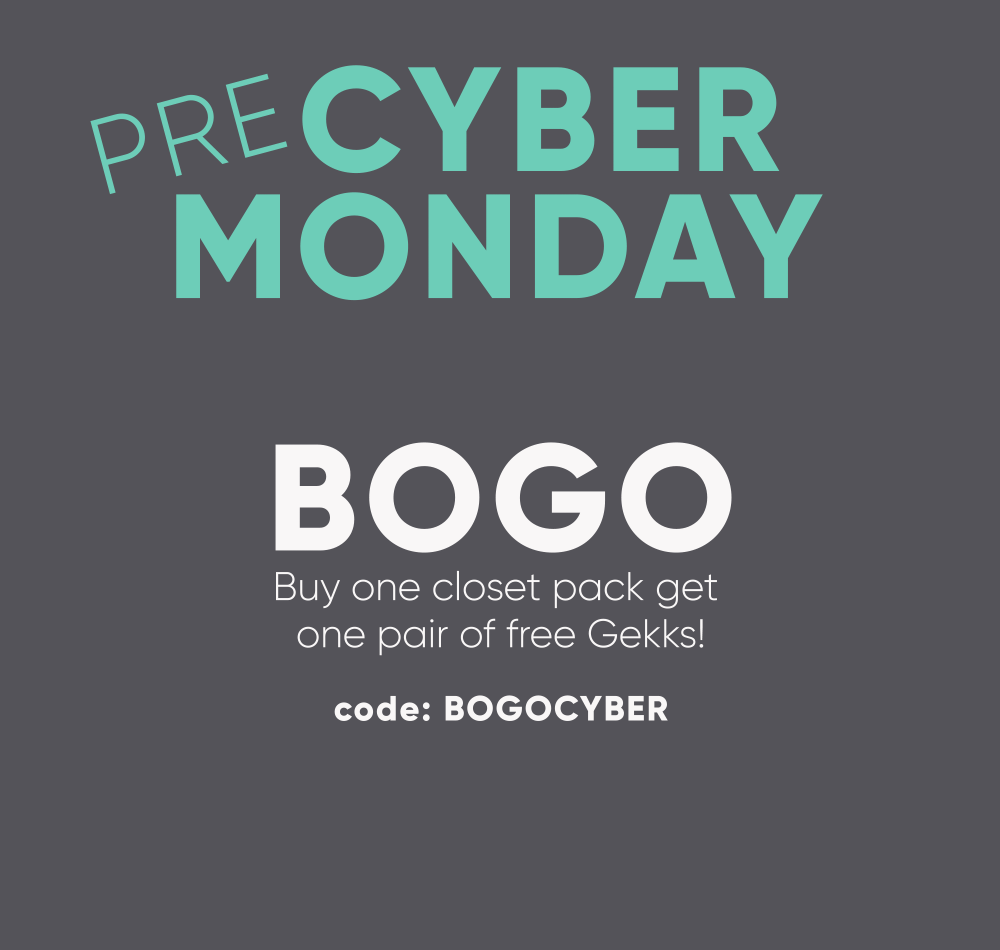 PRE CYBER
MONDAY
BOGO
Buy one closet pack get
one pair of free Gekks!
code: BOGOCYBER